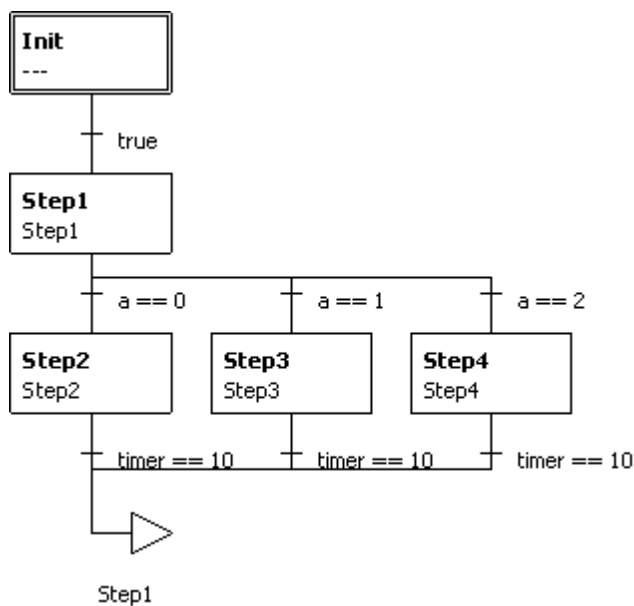 Init
---
true
Step1
Step1
a == 0
a == 1
a == 2
Step2
Step2
Step3
Step3
Step4
Step4
timer == 10
timer == 10
timer == 10
Step1